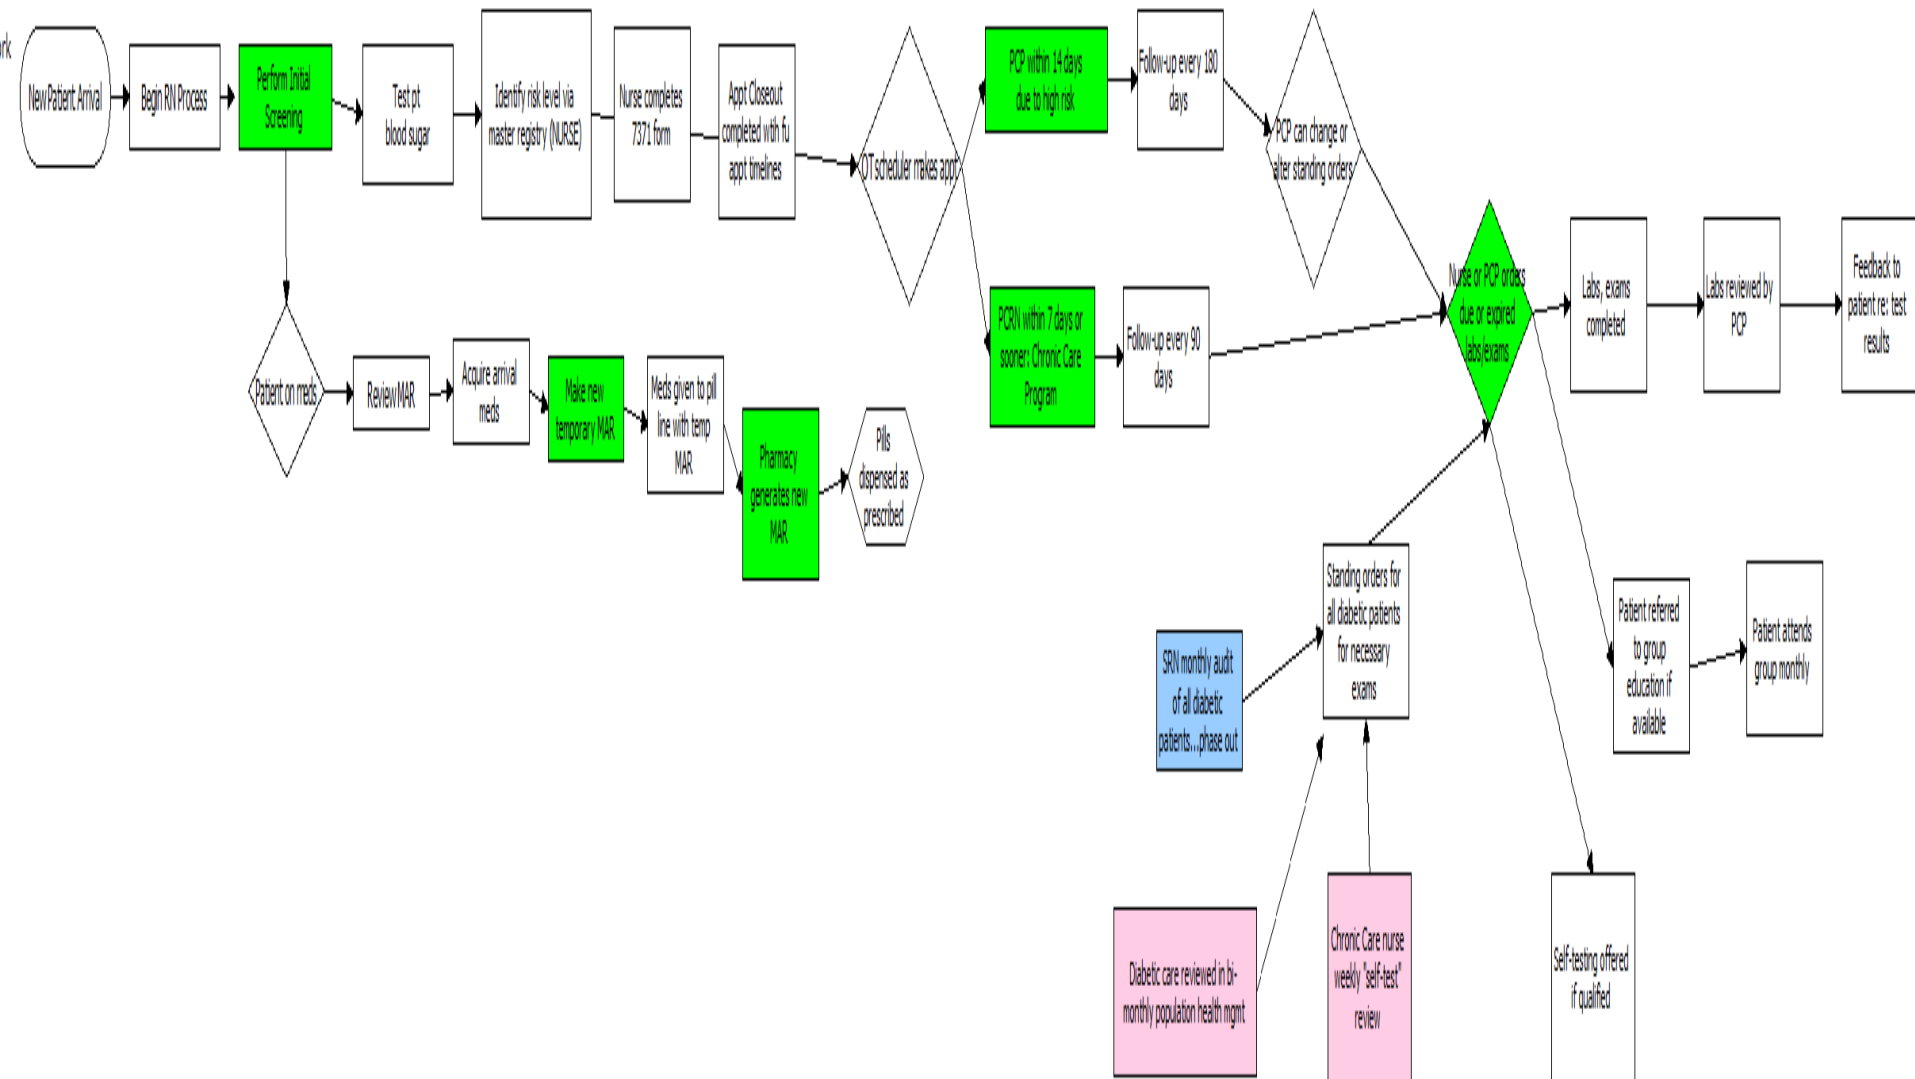 rk
New Patient Arrival
Begin RN Process
Perform Initial
Screening
Test pt
blood sugar
Identify risk level via
master registry (NURSE)
Nurse completes
7371 form
Appt Closeout
completed wtih fu
appt timelines
OT scheduler makes appt
PCP within 14 days
due to high risk
Follow-up every 180
days
PCP can change or
alter standing orders
PCRN within 7 days or
sooner: Chronic Care
Program
Follow-up every 90
days
Nurse or PCP orders
due or expired
labs/exams
Labs, exams
completed
Labs reviewed by
PCP
Feedback to
patient re: test
results
Patient on meds
Review MAR
Acquire arrival
meds
Make new
temporary MAR
Meds given to pill
line with temp
MAR
Pharmacy
generates new
MAR
Pills
dispensed as
prescribed
Standing orders for
all diabetic patients
for necessary
exams
SRN monthly audit
of all diabetic
patients...phase out
Patient referred
to group
education if
available
Patient attends
group monthly
Diabetic care reviewed in bi-
monthly population health mgmt
Chronic Care nurse
weekly "self-test"
review
Self-testing offered
if qualified